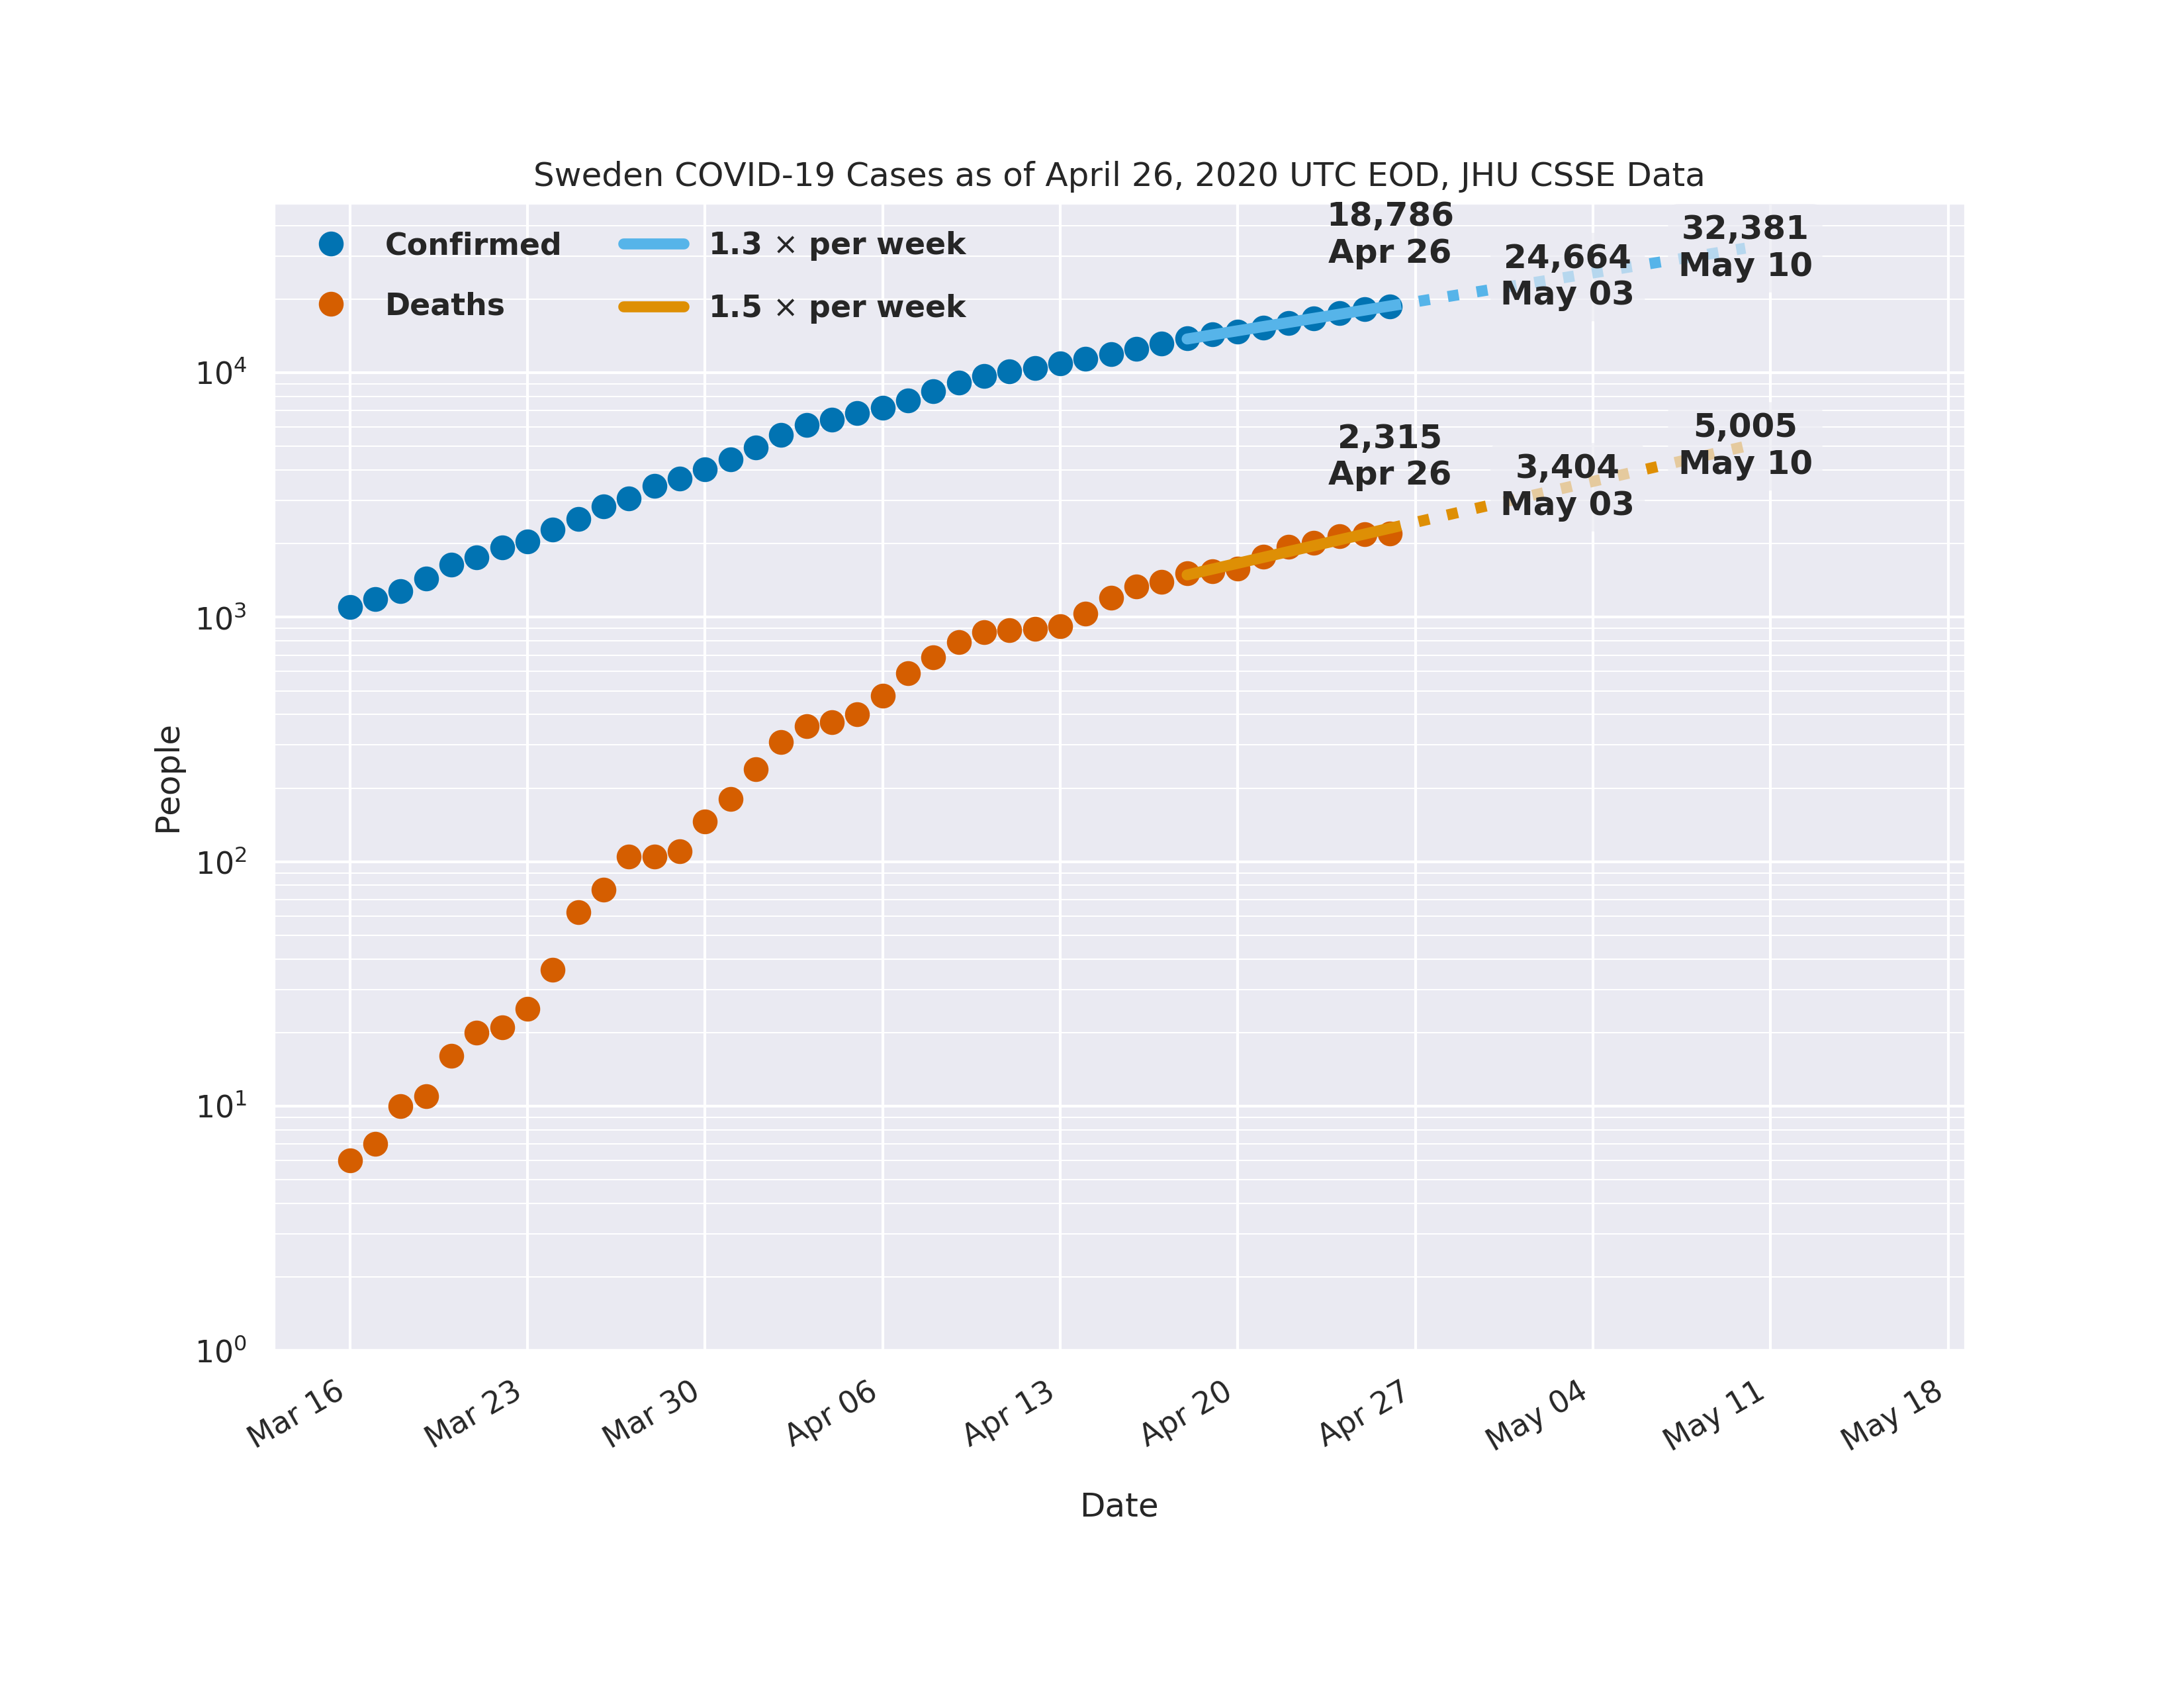 Sweden COVID-19 Cases as of April 26, 2020 UTC EOD, JHU CSSE Data
Confirmed
Deaths
1.3 × per week
1.5 × per week
18,786
Apr 26
24,664
May 03
32,381
May 10
2,315
Apr 26
3,404
May 03
5,005
May 10
People
10⁴
10³
10²
10¹
10⁰
Mar 16
Mar 23
Mar 30
Apr 06
Apr 13
Apr 20
Apr 27
May 04
May 11
May 18
Date